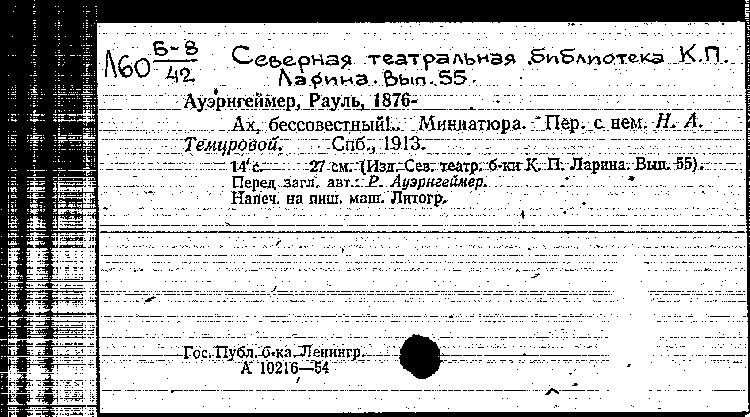 Л60 Б-8/42 Северная театральная библиотека К.П.
Ларина. Вып. 55.
Ауэрнгеймер, Рауль, 1876-
Ах, бессовестный!.. Миниатюра. Пер. с нем. Н. А.
Темировой. Спб., 1913.
14 с. 27 см. (Изд. Сев. театр. б-ки К. П. Ларина. Вып. 55).
Перед загл. авт.: Р. Ауэрнгеймер.
Напеч. на пиш. маш. Литогр.
Гос. Публ. б-ка. Ленингр.
А 10216—54